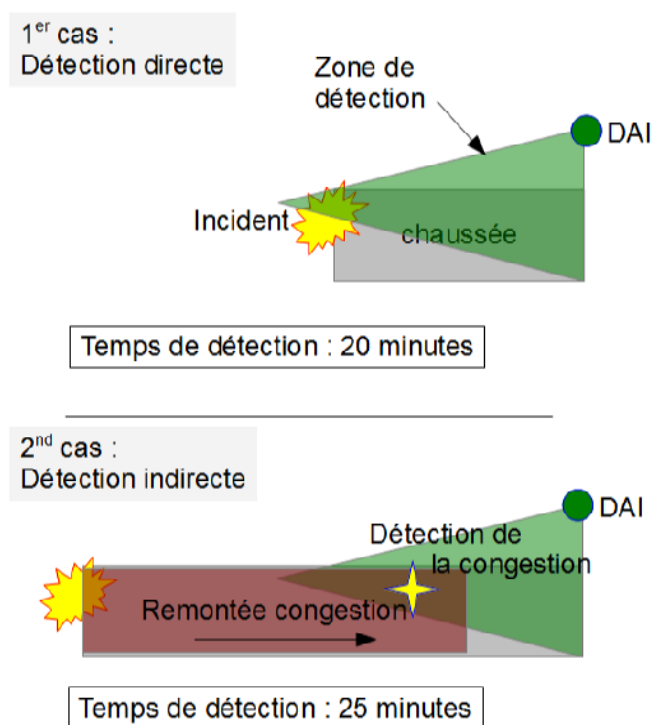 1er cas :
Détection directe
Zone de
détection
DAI
Incident
chaussée
Temps de détection : 20 minutes
2nd cas :
Détection indirecte
DAI
Détection de
la congestion
Remontée congestion
Temps de détection : 25 minutes